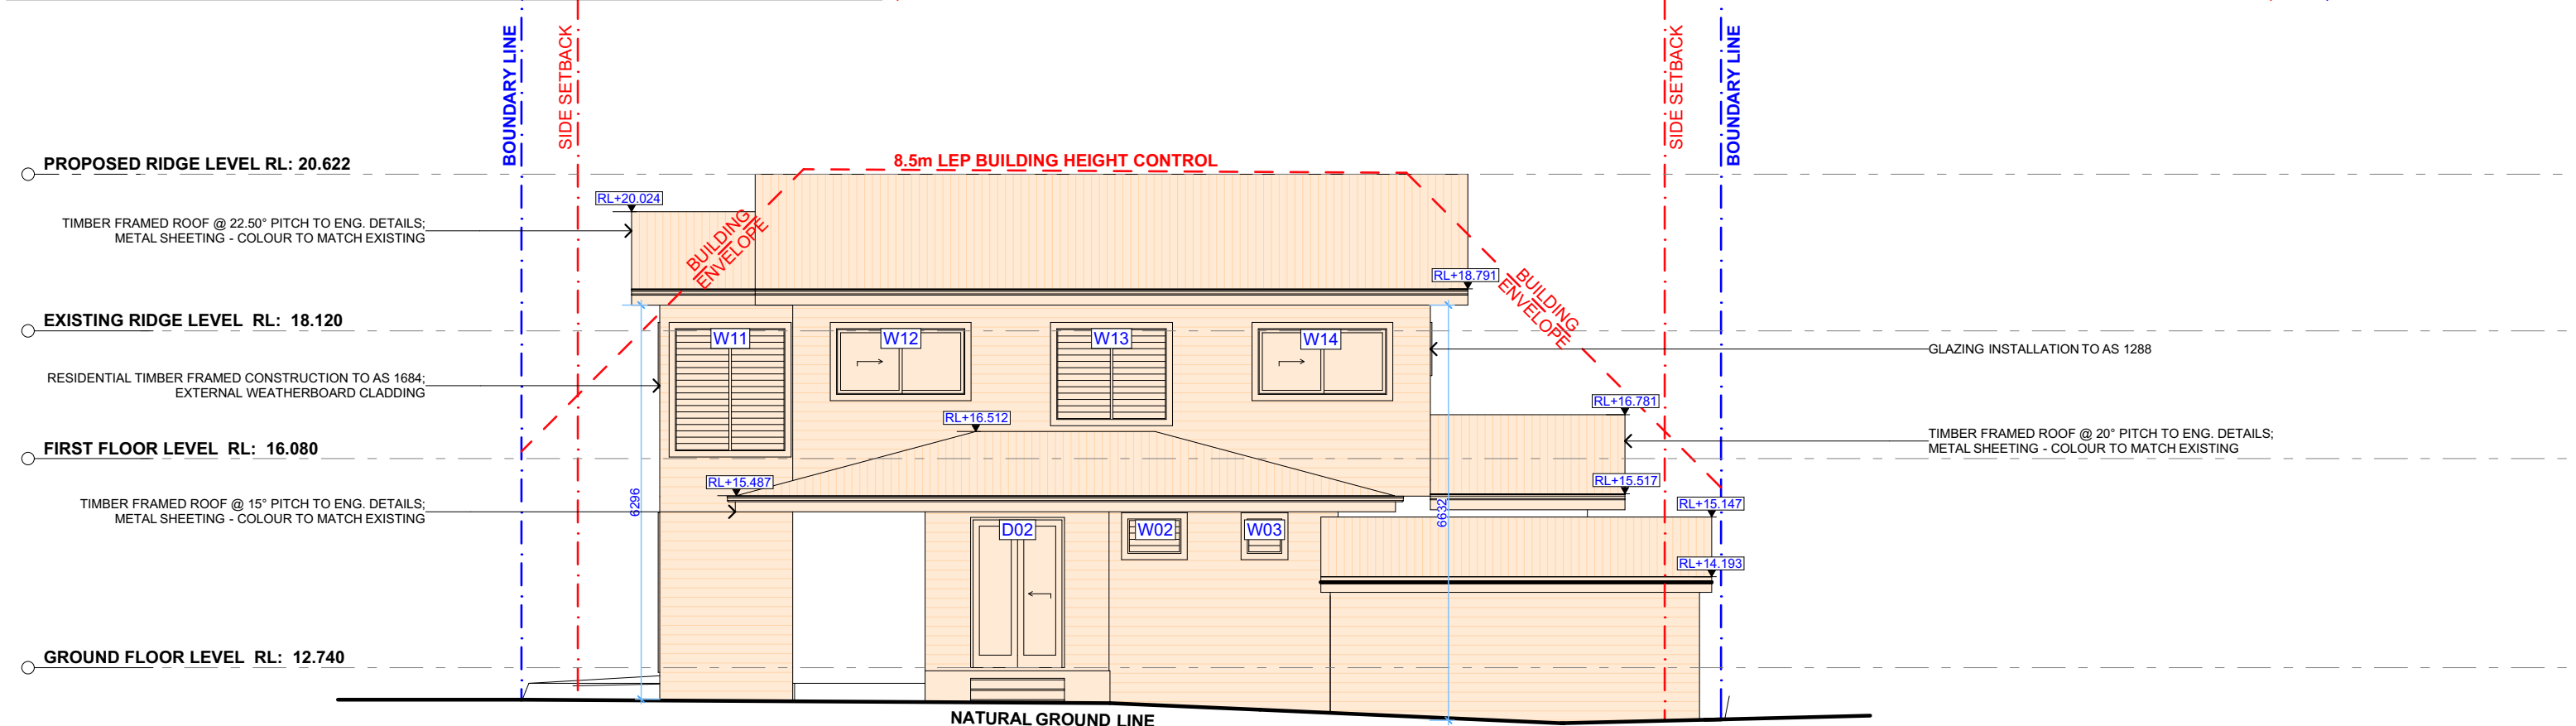 BOUNDARY LINE
SIDE SETBACK
SIDE SETBACK
BOUNDARY LINE
8.5m LEP BUILDING HEIGHT CONTROL
PROPOSED RIDGE LEVEL RL: 20.622
RL+20.024
TIMBER FRAMED ROOF @ 22.50° PITCH TO ENG. DETAILS;
METAL SHEETING - COLOUR TO MATCH EXISTING
BUILDING
ENVELOPE
RL+18.791
BUILDING
ENVELOPE
EXISTING RIDGE LEVEL RL: 18.120
W11
W12
W13
W14
GLAZING INSTALLATION TO AS 1288
RESIDENTIAL TIMBER FRAMED CONSTRUCTION TO AS 1684;
EXTERNAL WEATHERBOARD CLADDING
RL+16.781
RL+16.512
TIMBER FRAMED ROOF @ 20° PITCH TO ENG. DETAILS;
METAL SHEETING - COLOUR TO MATCH EXISTING
FIRST FLOOR LEVEL RL: 16.080
RL+15.487
RL+15.517
6296
6632
TIMBER FRAMED ROOF @ 15° PITCH TO ENG. DETAILS;
METAL SHEETING - COLOUR TO MATCH EXISTING
RL+15.147
D02
W02
W03
RL+14.193
GROUND FLOOR LEVEL RL: 12.740
NATURAL GROUND LINE